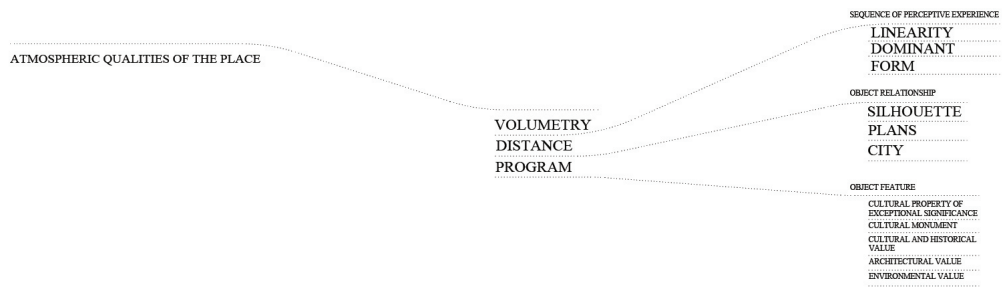 ATMOSPHERIC QUALITIES OF THE PLACE
VOLUMETRY
DISTANCE
PROGRAM
SEQUENCE OF PERCEPTIVE EXPERIENCE
LINEARITY
DOMINANT
FORM
OBJECT RELATIONSHIP
SILHOUETTE
PLANS
CITY
OBJECT FEATURE
CULTURAL PROPERTY OF
EXCEPTIONAL SIGNIFICANCE
CULTURAL MONUMENT
CULTURAL AND HISTORICAL
VALUE
ARCHITECTURAL VALUE
ENVIRONMENTAL VALUE